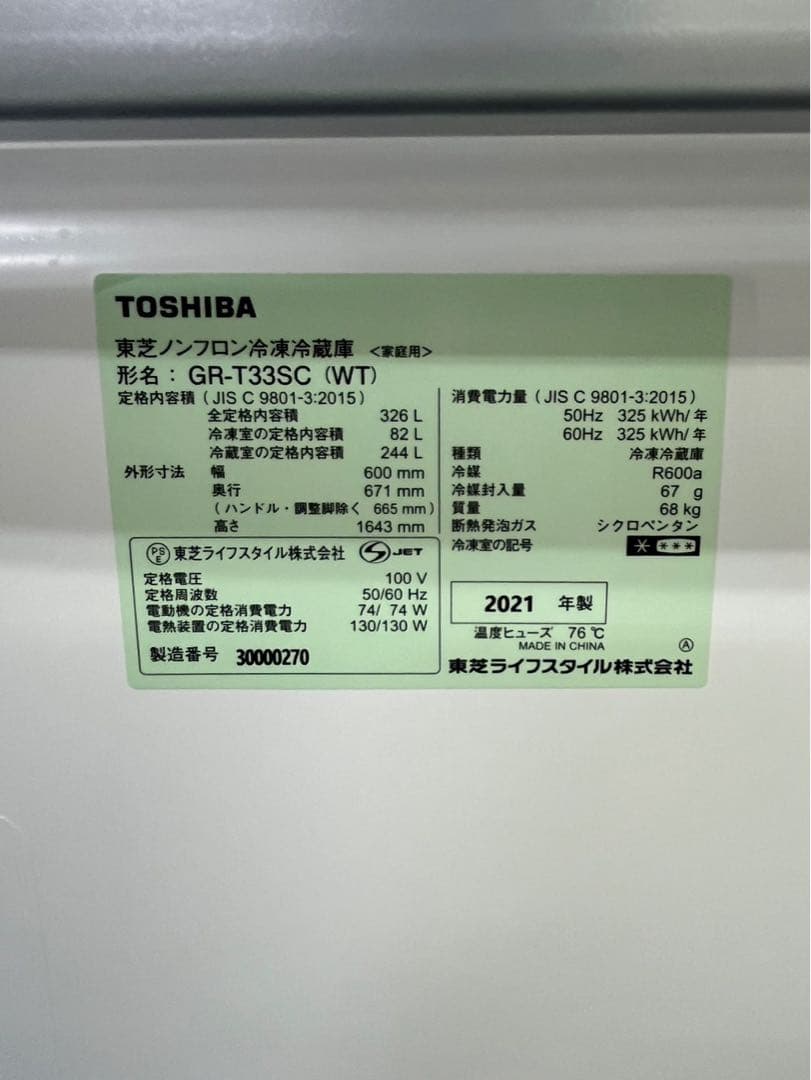 TOSHIBA
東芝ノンフロン冷凍冷蔵庫 <家庭用>
形名： GR-T33SC (WT)
定格内容積 ( JIS C 9801-3:2015 )
全定格内容積 326 L
冷凍室の定格内容積 82 L
冷蔵室の定格内容積 244 L
外形寸法 幅 600 mm
奥行 671 mm
( ハンドル・調整脚除く 665 mm )
高さ 1643 mm
PSE 東芝ライフスタイル株式会社 S JET
定格電圧 100 V
定格周波数 50/60 Hz
電動機の定格消費電力 74/ 74 W
電熱装置の定格消費電力 130/130 W
製造番号 30000270
消費電力量 ( JIS C 9801-3:2015 )
50Hz 325 kWh/年
60Hz 325 kWh/年
種類 冷凍冷蔵庫
冷媒 R600a
冷媒封入量 67 g
質量 68 kg
断熱発泡ガス シクロペンタン
冷凍室の記号 * ***
2021 年製
温度ヒューズ 76 ℃
MADE IN CHINA Ⓐ
東芝ライフスタイル株式会社